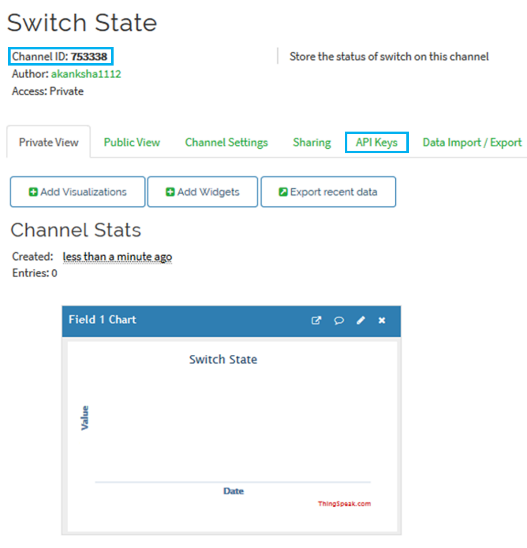 Switch State
Channel ID: 753338
Author: akanksha1112
Access: Private
Store the status of switch on this channel
Private View Public View Channel Settings Sharing API Keys Data Import / Export
Add Visualizations Add Widgets Export recent data
Channel Stats
Created: less than a minute ago
Entries: 0
Field 1 Chart
Switch State
Value
Date
ThingSpeak.com